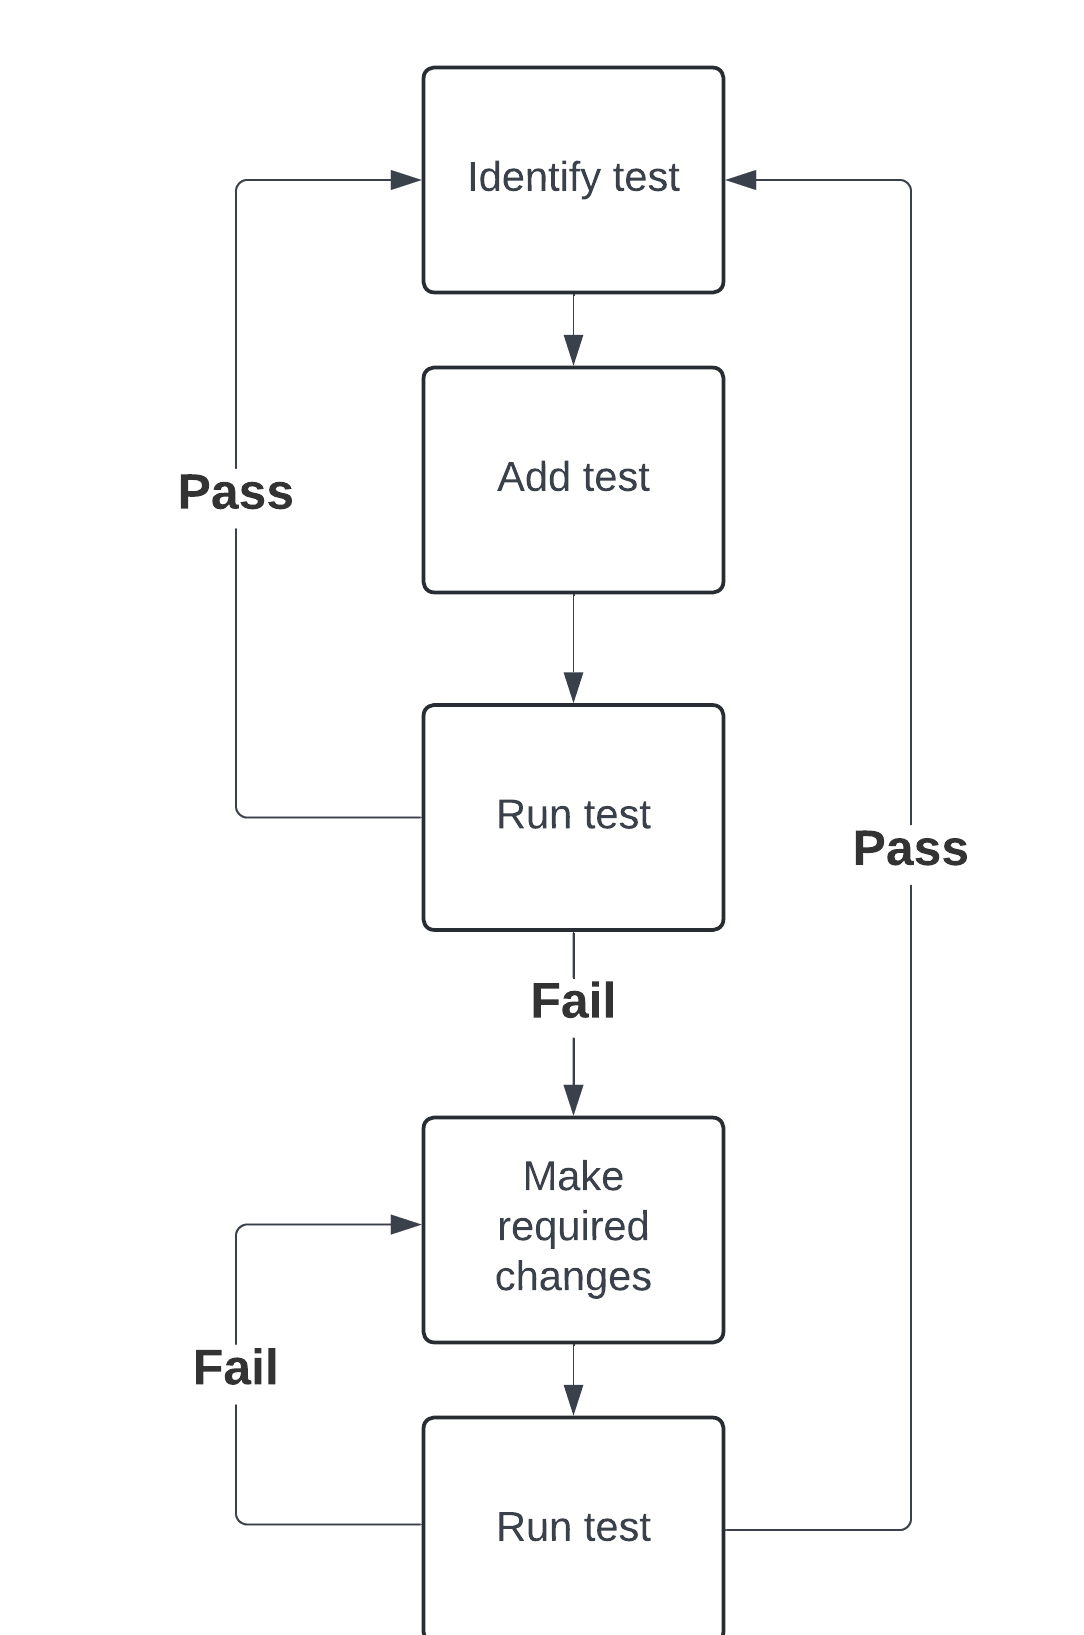 Identify test
Add test
Pass
Run test
Pass
Fail
Make
required
changes
Fail
Run test